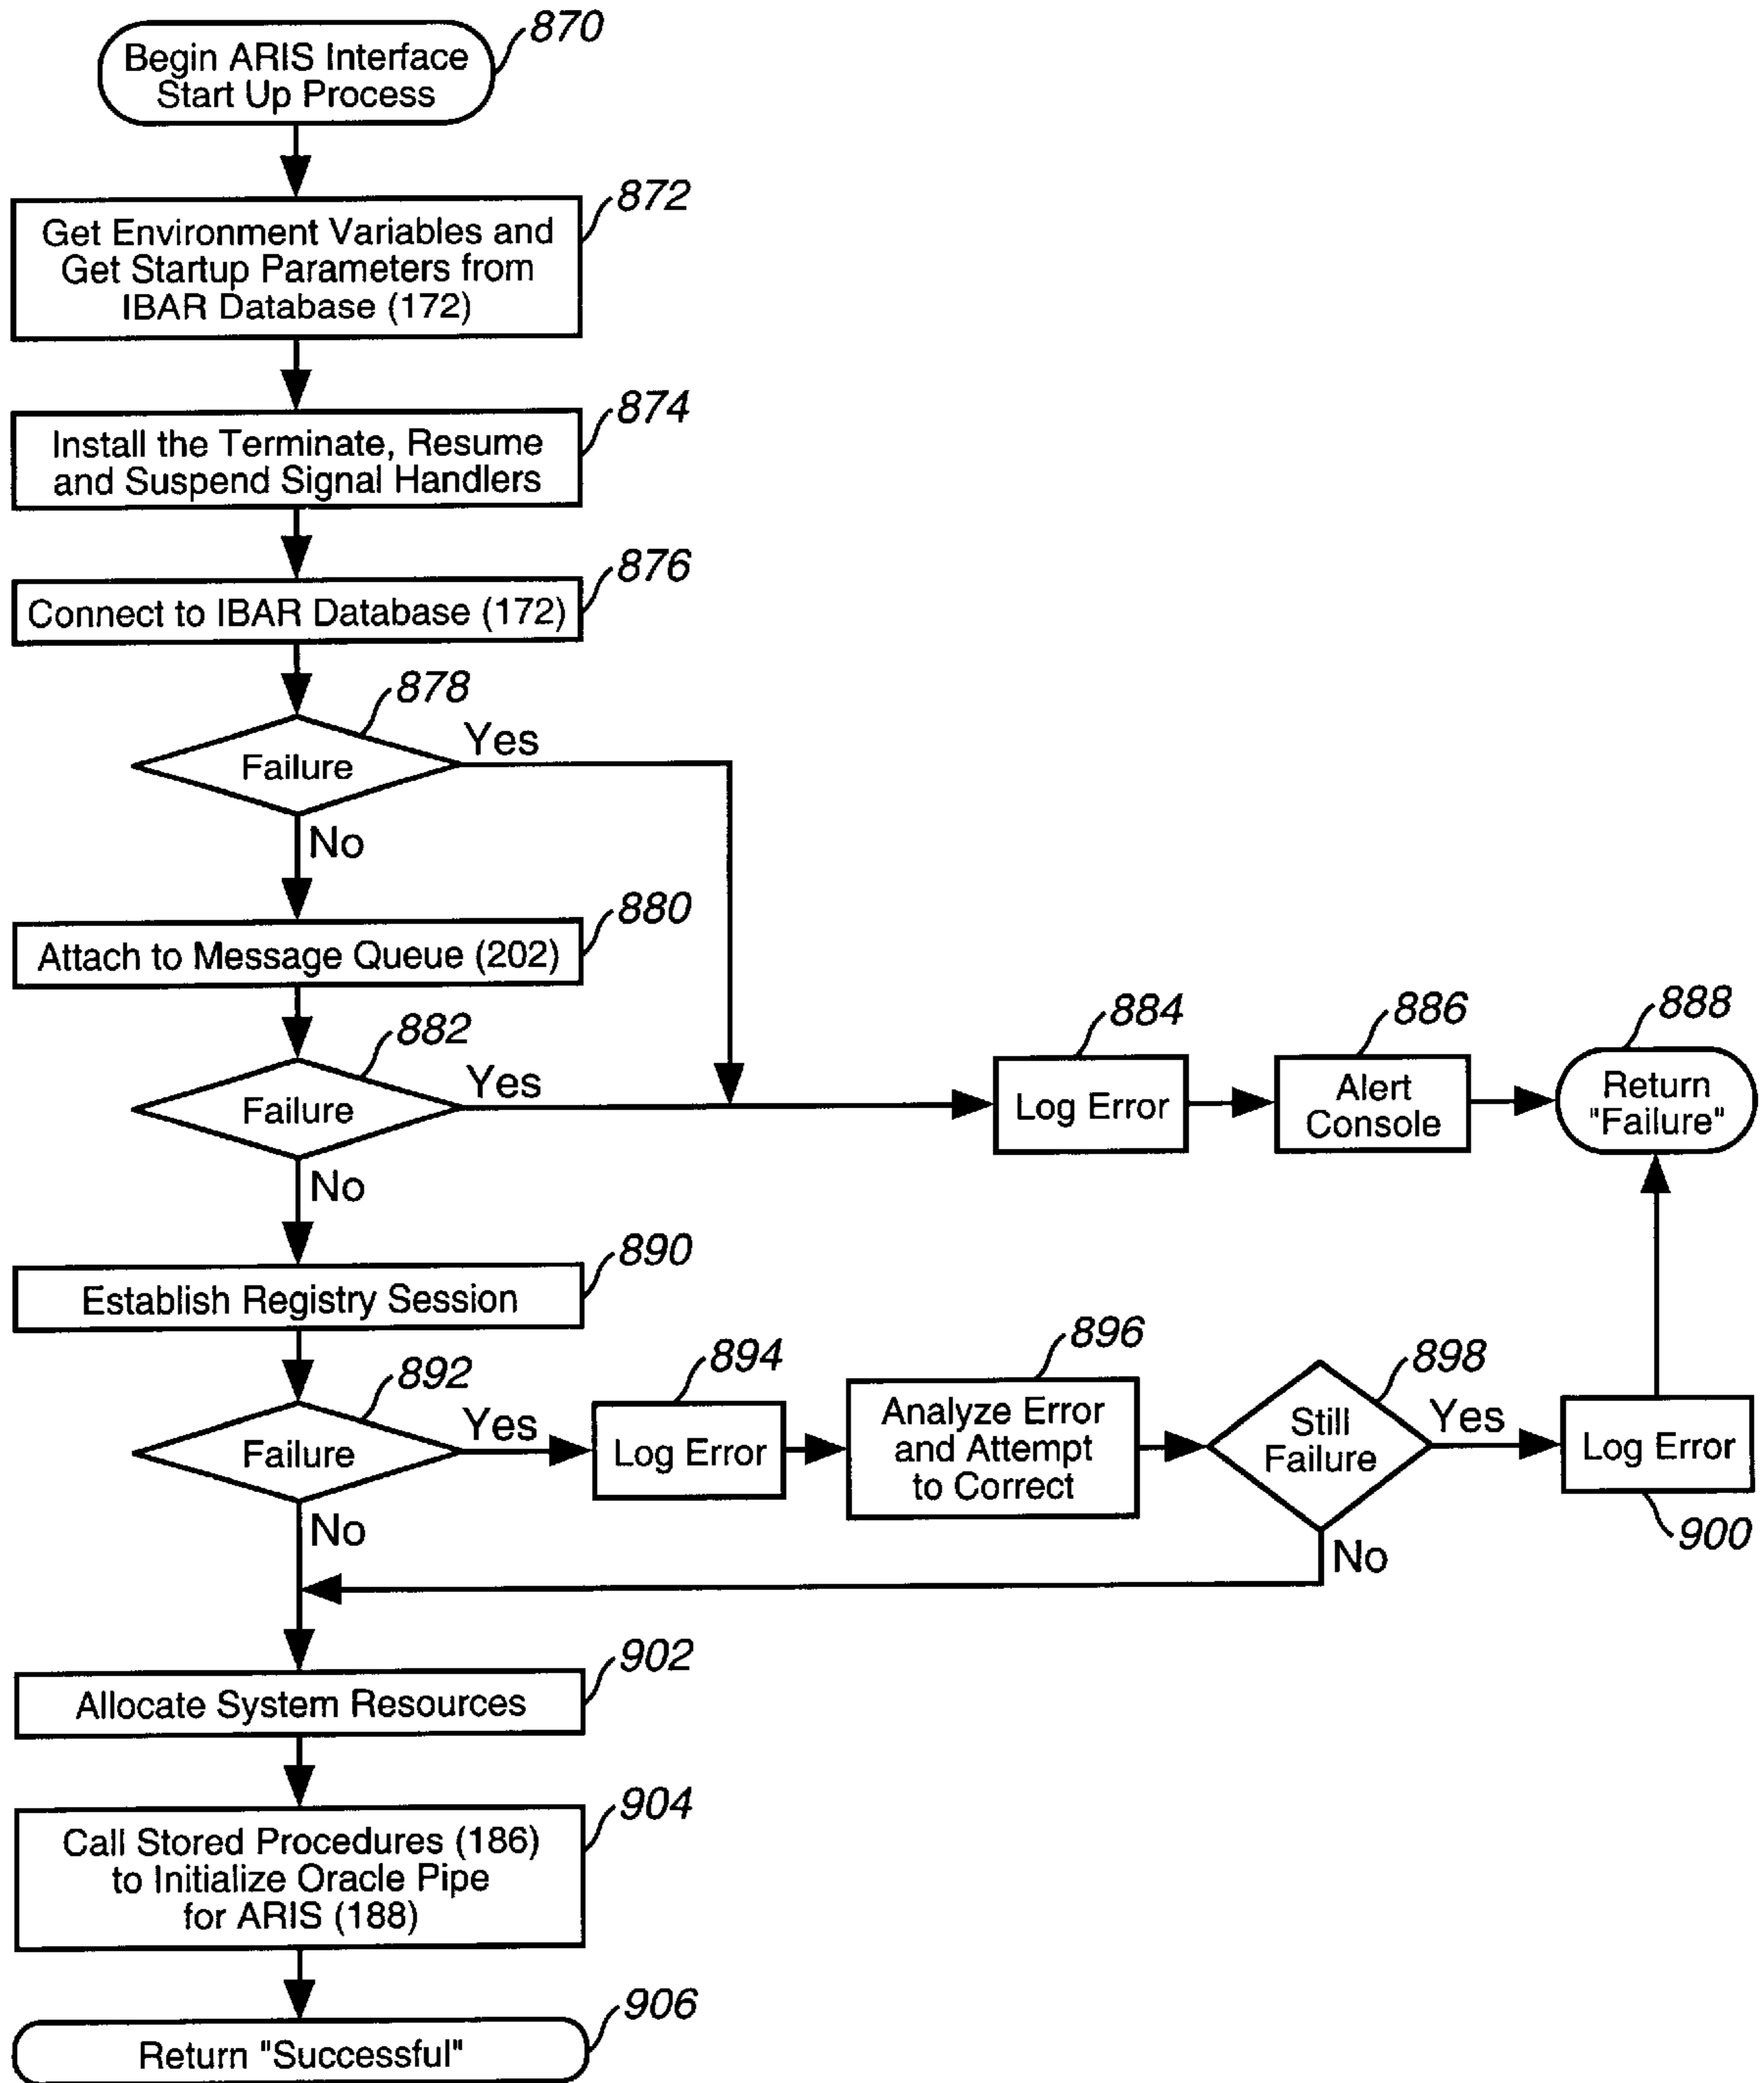 870
Begin ARIS Interface
Start Up Process
872
Get Environment Variables and
Get Startup Parameters from
IBAR Database (172)
874
Install the Terminate, Resume
and Suspend Signal Handlers
876
Connect to IBAR Database (172)
878
Failure
Yes
No
880
Attach to Message Queue (202)
882
Failure
Yes
No
884
Log Error
886
Alert
Console
888
Return
"Failure"
890
Establish Registry Session
892
Failure
Yes
No
894
Log Error
896
Analyze Error
and Attempt
to Correct
898
Still
Failure
Yes
No
Log Error
900
902
Allocate System Resources
904
Call Stored Procedures (186)
to Initialize Oracle Pipe
for ARIS (188)
906
Return "Successful"